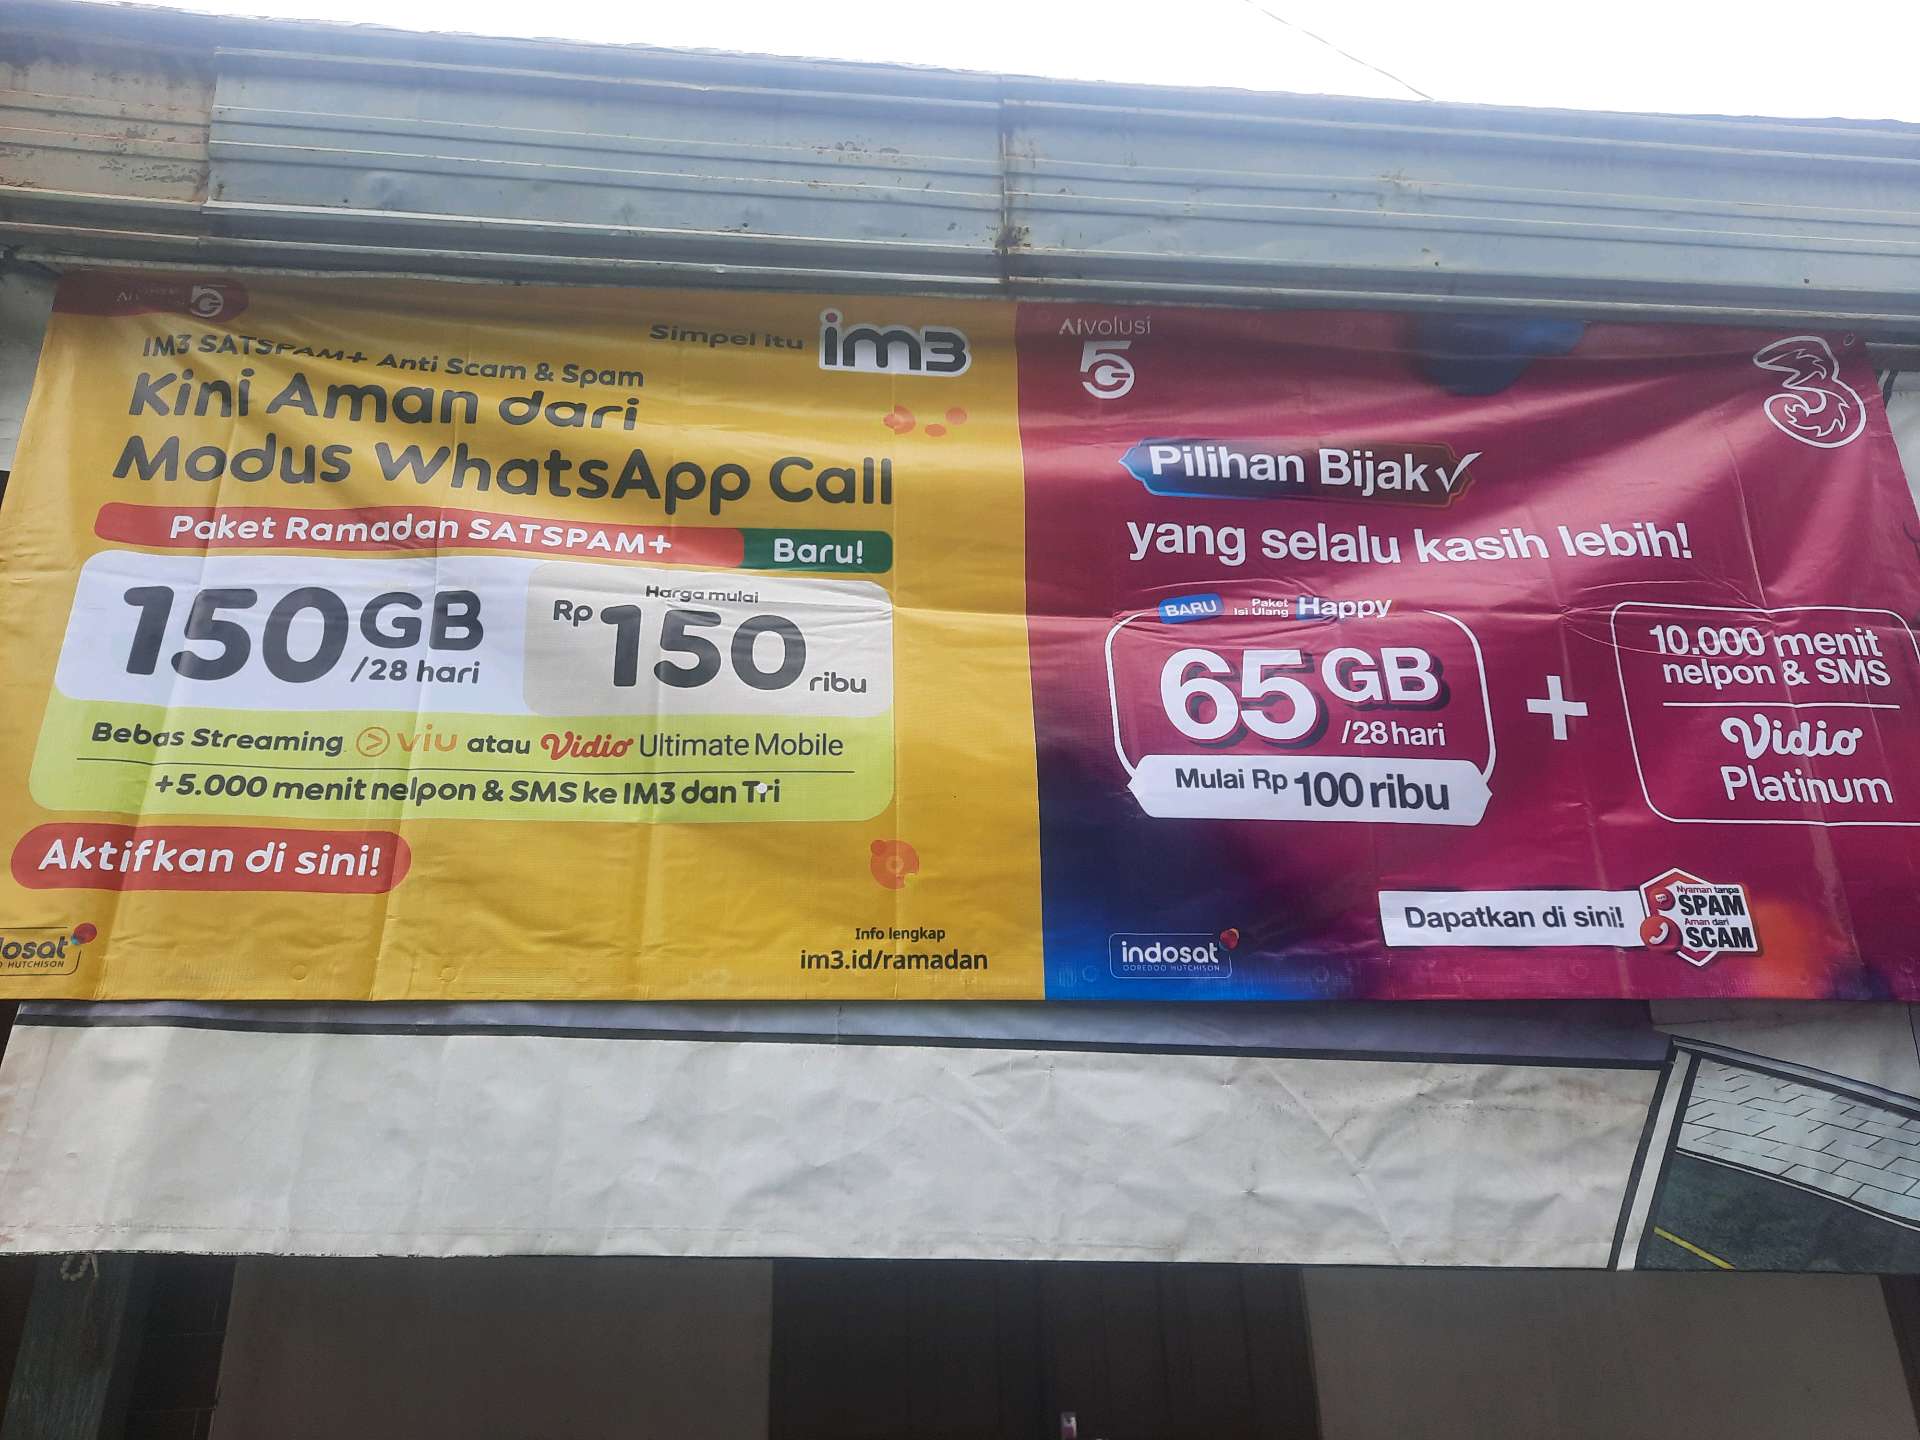 5G
Simpel itu im3
IM3 SATSPAM+ Anti Scam & Spam
Kini Aman dari
Modus WhatsApp Call
Paket Ramadan SATSPAM+ Baru!
150GB
/28 hari
Harga mulai
Rp 150 ribu
Bebas Streaming viu atau Vidio Ultimate Mobile
+5.000 menit nelpon & SMS ke IM3 dan Tri
Aktifkan di sini!
Info lengkap
im3.id/ramadan
AIvolusi
5G
3
Pilihan Bijak
yang selalu kasih lebih!
BARU Paket Isi Ulang Happy
65GB
/28 hari
Mulai Rp 100 ribu
+
10.000 menit
nelpon & SMS
Vidio
Platinum
Dapatkan di sini!
Nyaman tanpa
SPAM
Aman dari
SCAM
indosat
OOREDOO HUTCHISON